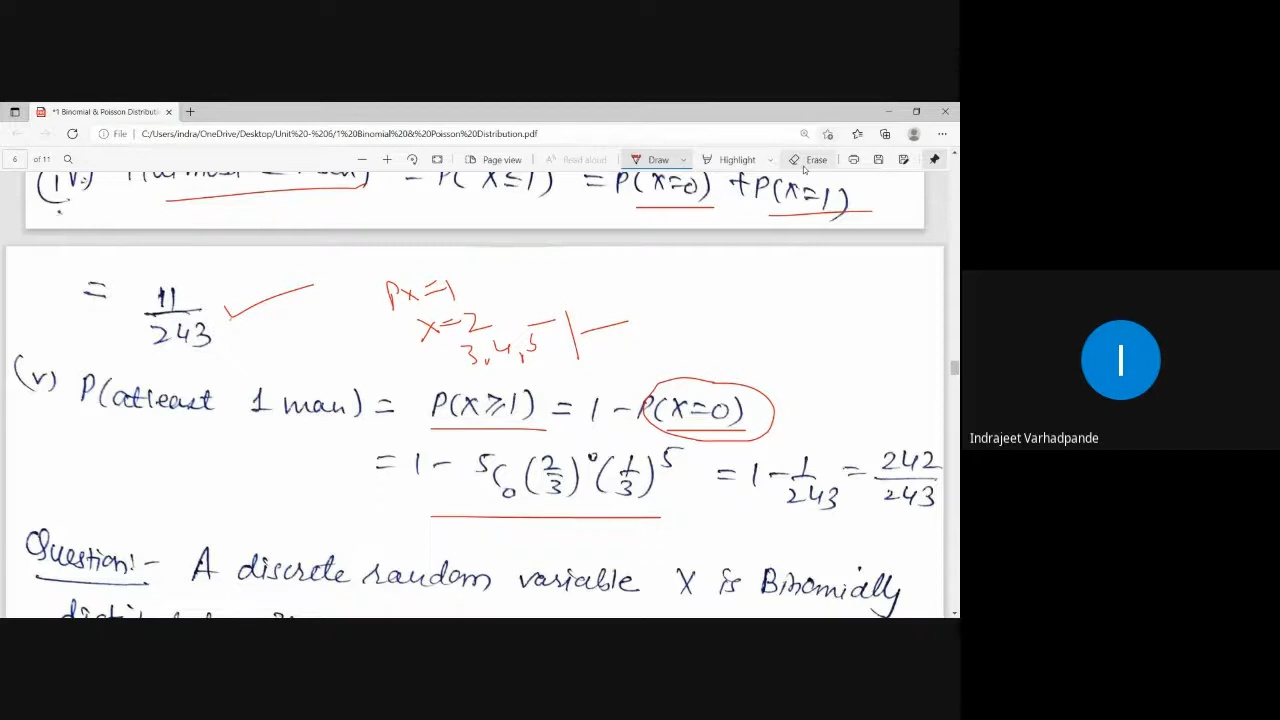 *1 Binomial & Poisson Distributi
File C:/Users/indra/OneDrive/Desktop/Unit%20-%206/1%20Binomial%20&%20Poisson%20Distribution.pdf
6 of 11 Page view Read aloud Draw Highlight Erase
(iv) = P(X≤1) = P(X=0) + P(X=1)
= 11/243
Px=1
x=2
3,4,5 | —
(v) P(atleast 1 man) = P(X≥1) = 1 - P(X=0)
= 1 - ⁵C₀ (2/3)⁰ (1/3)⁵ = 1 - 1/243 = 242/243
Question:- A discrete random variable X is Binomially
I
Indrajeet Varhadpande